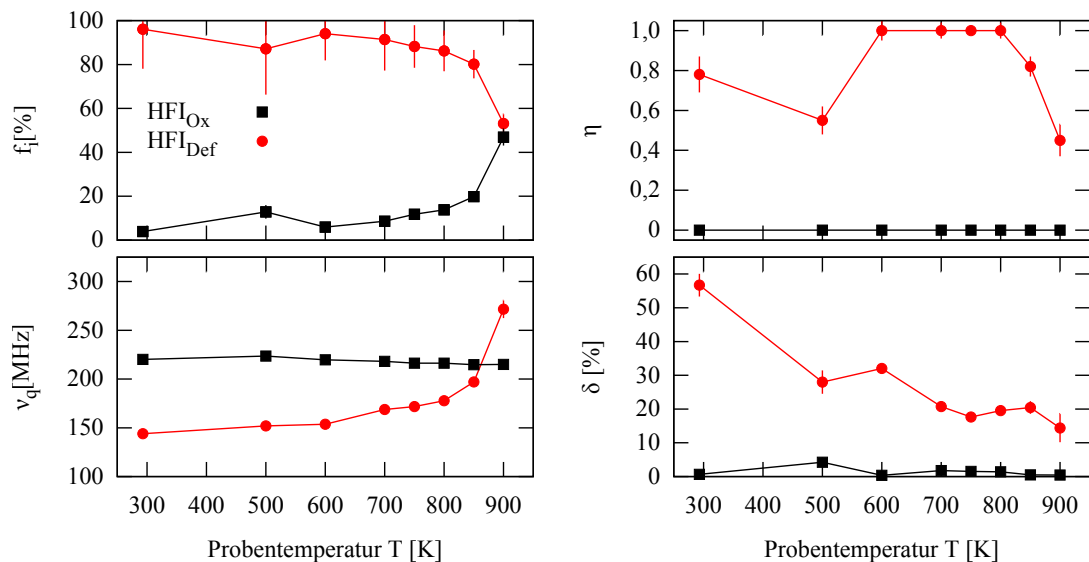 100
80
60
40
20
0
f_i[%]
HFI_Ox
HFI_Def
1,0
0,8
0,6
0,4
0,2
0
η
300
250
200
150
100
ν_q[MHz]
300 400 500 600 700 800 900
Probentemperatur T [K]
60
50
40
30
20
10
0
δ [%]
300 400 500 600 700 800 900
Probentemperatur T [K]